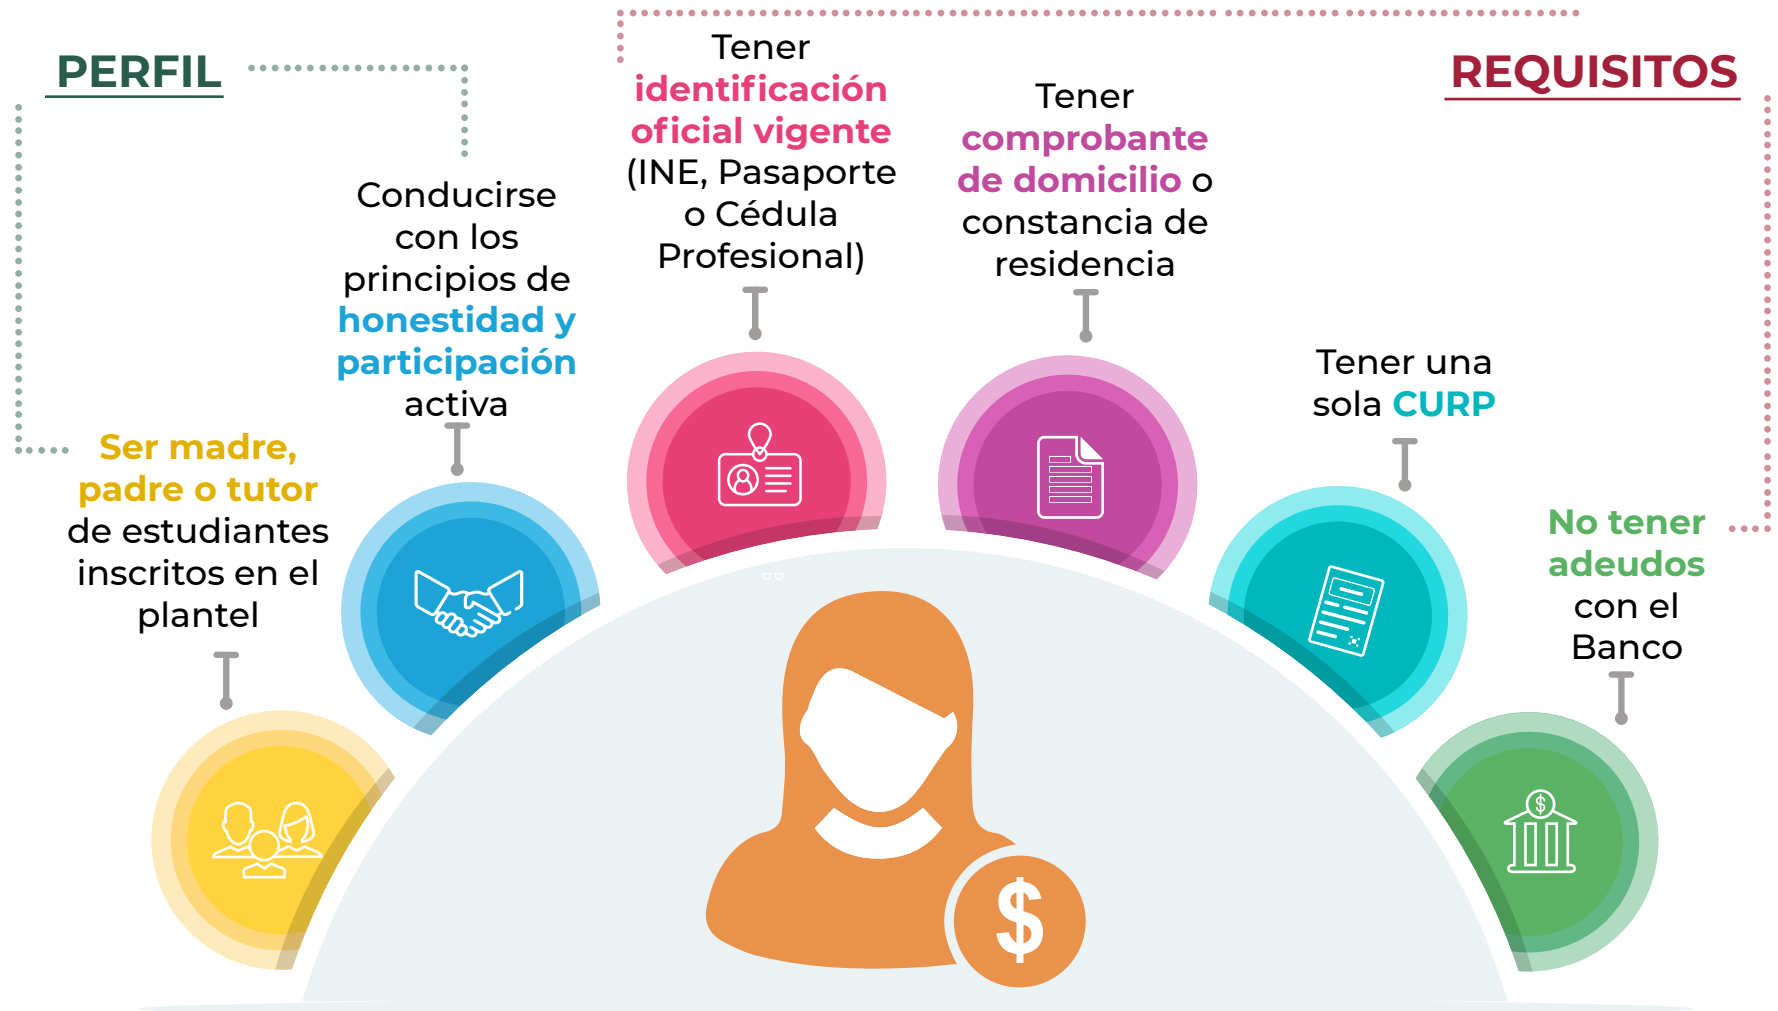 PERFIL
Ser madre,
padre o tutor
de estudiantes
inscritos en el
plantel
Conducirse
con los
principios de
honestidad y
participación
activa
REQUISITOS
Tener
identificación
oficial vigente
(INE, Pasaporte
o Cédula
Profesional)
Tener
comprobante
de domicilio o
constancia de
residencia
Tener una
sola CURP
No tener
adeudos
con el
Banco
$
$